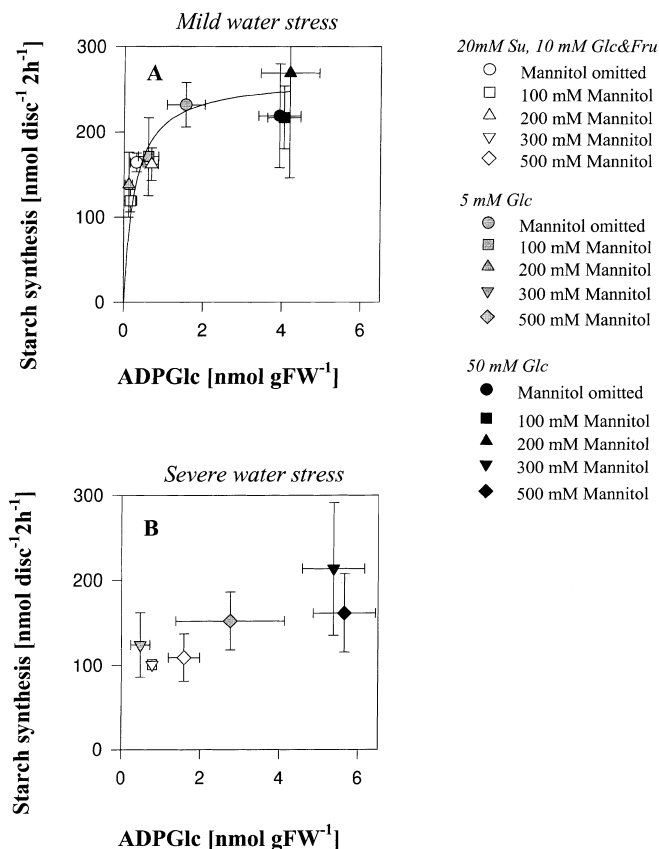 Mild water stress
300
200
100
0
A
0 2 4 6
Starch synthesis [nmol disc⁻¹ 2h⁻¹]
ADPGlc [nmol gFW⁻¹]
20mM Su, 10 mM Glc&Fru
Mannitol omitted
100 mM Mannitol
200 mM Mannitol
300 mM Mannitol
500 mM Mannitol
5 mM Glc
Mannitol omitted
100 mM Mannitol
200 mM Mannitol
300 mM Mannitol
500 mM Mannitol
50 mM Glc
Mannitol omitted
100 mM Mannitol
200 mM Mannitol
300 mM Mannitol
500 mM Mannitol
Severe water stress
300
200
100
0
B
0 2 4 6
Starch synthesis [nmol disc⁻¹2h⁻¹]
ADPGlc [nmol gFW⁻¹]